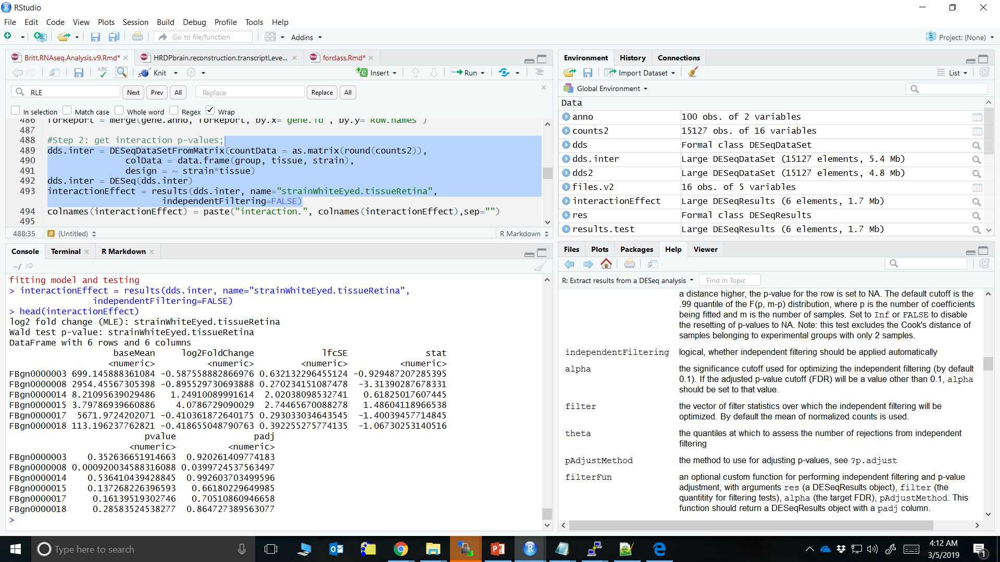 RStudio
File Edit Code View Plots Session Build Debug Profile Tools Help
Go to file/function Addins Project: (None)
Britt.RNAseq.Analysis.v9.Rmd* HRDPbrain.reconstruction.transcriptLeve... forclass.Rmd*
ABC Knit Insert Run
RLE Next Prev All Replace Replace All
In selection Match case Whole word Regex Wrap
486 forReport = merge(gene.anno, forReport, by.x="gene.id", by.y="Row.names")
487
488 #Step 2: get interaction p-values;
489 dds.inter = DESeqDataSetFromMatrix(countData = as.matrix(round(counts2)),
490 colData = data.frame(group, tissue, strain),
491 design = ~ strain*tissue)
492 dds.inter = DESeq(dds.inter)
493 interactionEffect = results(dds.inter, name="strainWhiteEyed.tissueRetina",
independentFiltering=FALSE)
494 colnames(interactionEffect) = paste("interaction.", colnames(interactionEffect),sep="")
495
488:35 # (Untitled) R Markdown
Console Terminal R Markdown
~/
fitting model and testing
> interactionEffect = results(dds.inter, name="strainWhiteEyed.tissueRetina",
independentFiltering=FALSE)
> head(interactionEffect)
log2 fold change (MLE): strainWhiteEyed.tissueRetina
Wald test p-value: strainWhiteEyed.tissueRetina
DataFrame with 6 rows and 6 columns
baseMean log2FoldChange lfcSE stat
<numeric> <numeric> <numeric> <numeric>
FBgn0000003 699.145888361084 -0.587558882866976 0.632132296455124 -0.929487207285395
FBgn0000008 2954.45567305398 -0.895529730693888 0.270234151087478 -3.31390287678331
FBgn0000014 8.21095639029486 1.24910089991614 2.02038098532741 0.61825017607445
FBgn0000015 3.79786939660886 4.0786729090029 2.74465670088278 1.48604118966538
FBgn0000017 5671.9724202071 -0.410361872640175 0.293033034643545 -1.40039457714845
FBgn0000018 113.196237762821 -0.418655048790763 0.392255275774135 -1.06730253140516
pvalue padj
<numeric> <numeric>
FBgn0000003 0.352636651914663 0.920261409774183
FBgn0000008 0.000920034588316088 0.0399724537563497
FBgn0000014 0.536410439428845 0.992603703499596
FBgn0000015 0.137268226396593 0.66180229649985
FBgn0000017 0.16139519302746 0.70510860946658
FBgn0000018 0.28583524538277 0.864727389563077
>
Environment History Connections
Import Dataset List
Global Environment
Data
anno 100 obs. of 2 variables
counts2 15127 obs. of 16 variables
dds Formal class DESeqDataSet
dds.inter Large DESeqDataSet (15127 elements, 5.4 Mb)
dds2 Large DESeqDataSet (15127 elements, 4.8 Mb)
files.v2 16 obs. of 5 variables
interactionEffect Large DESeqResults (6 elements, 1.7 Mb)
res Formal class DESeqResults
results.test Large DESeqResults (6 elements, 1.7 Mb)
Files Plots Packages Help Viewer
R: Extract results from a DESeq analysis Find in Topic
a distance higher, the p-value for the row is set to NA. The default cutoff is the
.99 quantile of the F(p, m-p) distribution, where p is the number of coefficients
being fitted and m is the number of samples. Set to Inf or FALSE to disable
the resetting of p-values to NA. Note: this test excludes the Cook's distance of
samples belonging to experimental groups with only 2 samples.
independentFiltering logical, whether independent filtering should be applied automatically
alpha the significance cutoff used for optimizing the independent filtering (by default
0.1). If the adjusted p-value cutoff (FDR) will be a value other than 0.1, alpha
should be set to that value.
filter the vector of filter statistics over which the independent filtering will be
optimized. By default the mean of normalized counts is used.
theta the quantiles at which to assess the number of rejections from independent
filtering
pAdjustMethod the method to use for adjusting p-values, see ?p.adjust
filterFun an optional custom function for performing independent filtering and p-value
adjustment, with arguments res (a DESeqResults object), filter (the
quantitity for filtering tests), alpha (the target FDR), pAdjustMethod. This
function should return a DESeqResults object with a padj column.
Type here to search
4:12 AM
3/5/2019
1